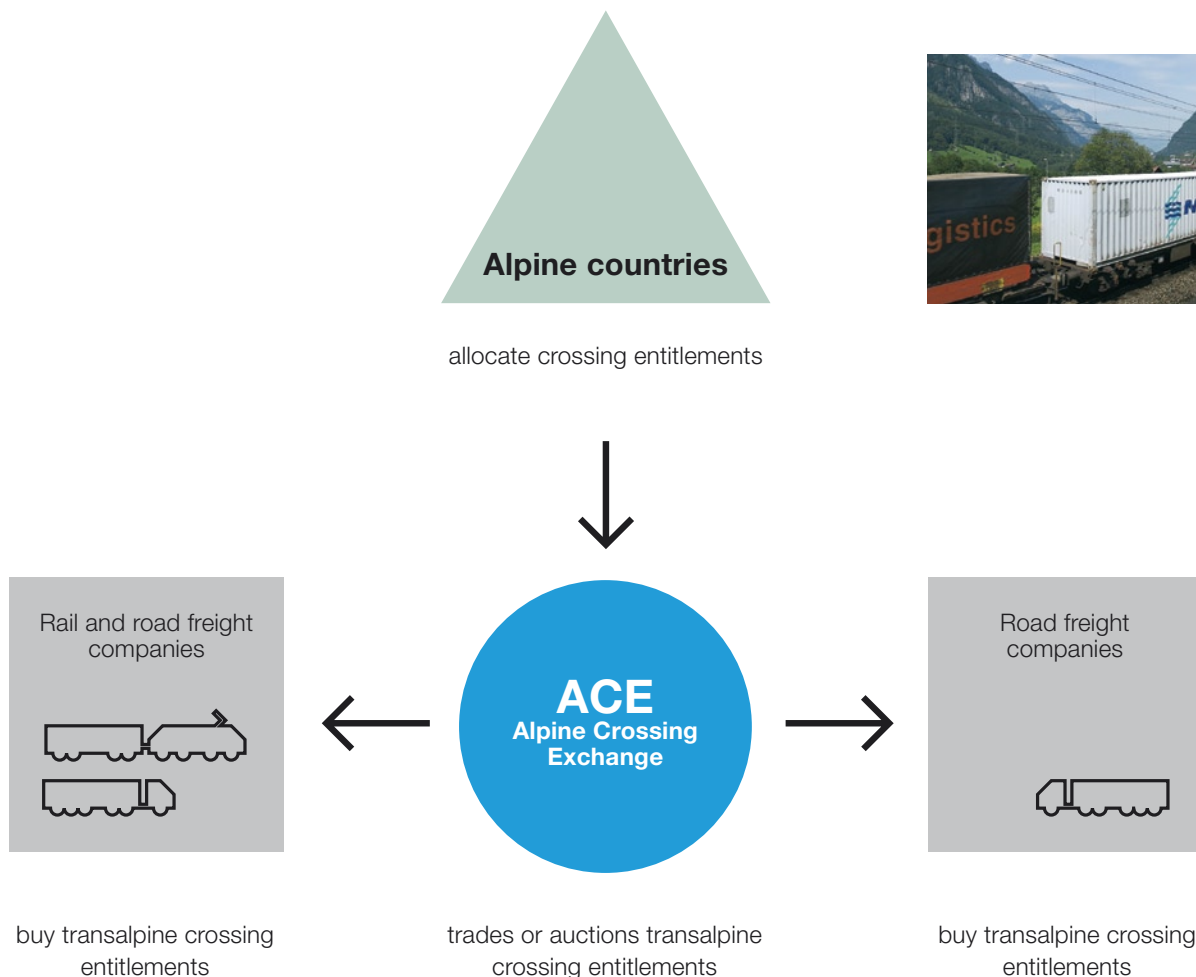 Alpine countries
allocate crossing entitlements
gistics
Rail and road freight
companies
ACE
Alpine Crossing
Exchange
Road freight
companies
buy transalpine crossing
entitlements
trades or auctions transalpine
crossing entitlements
buy transalpine crossing
entitlements